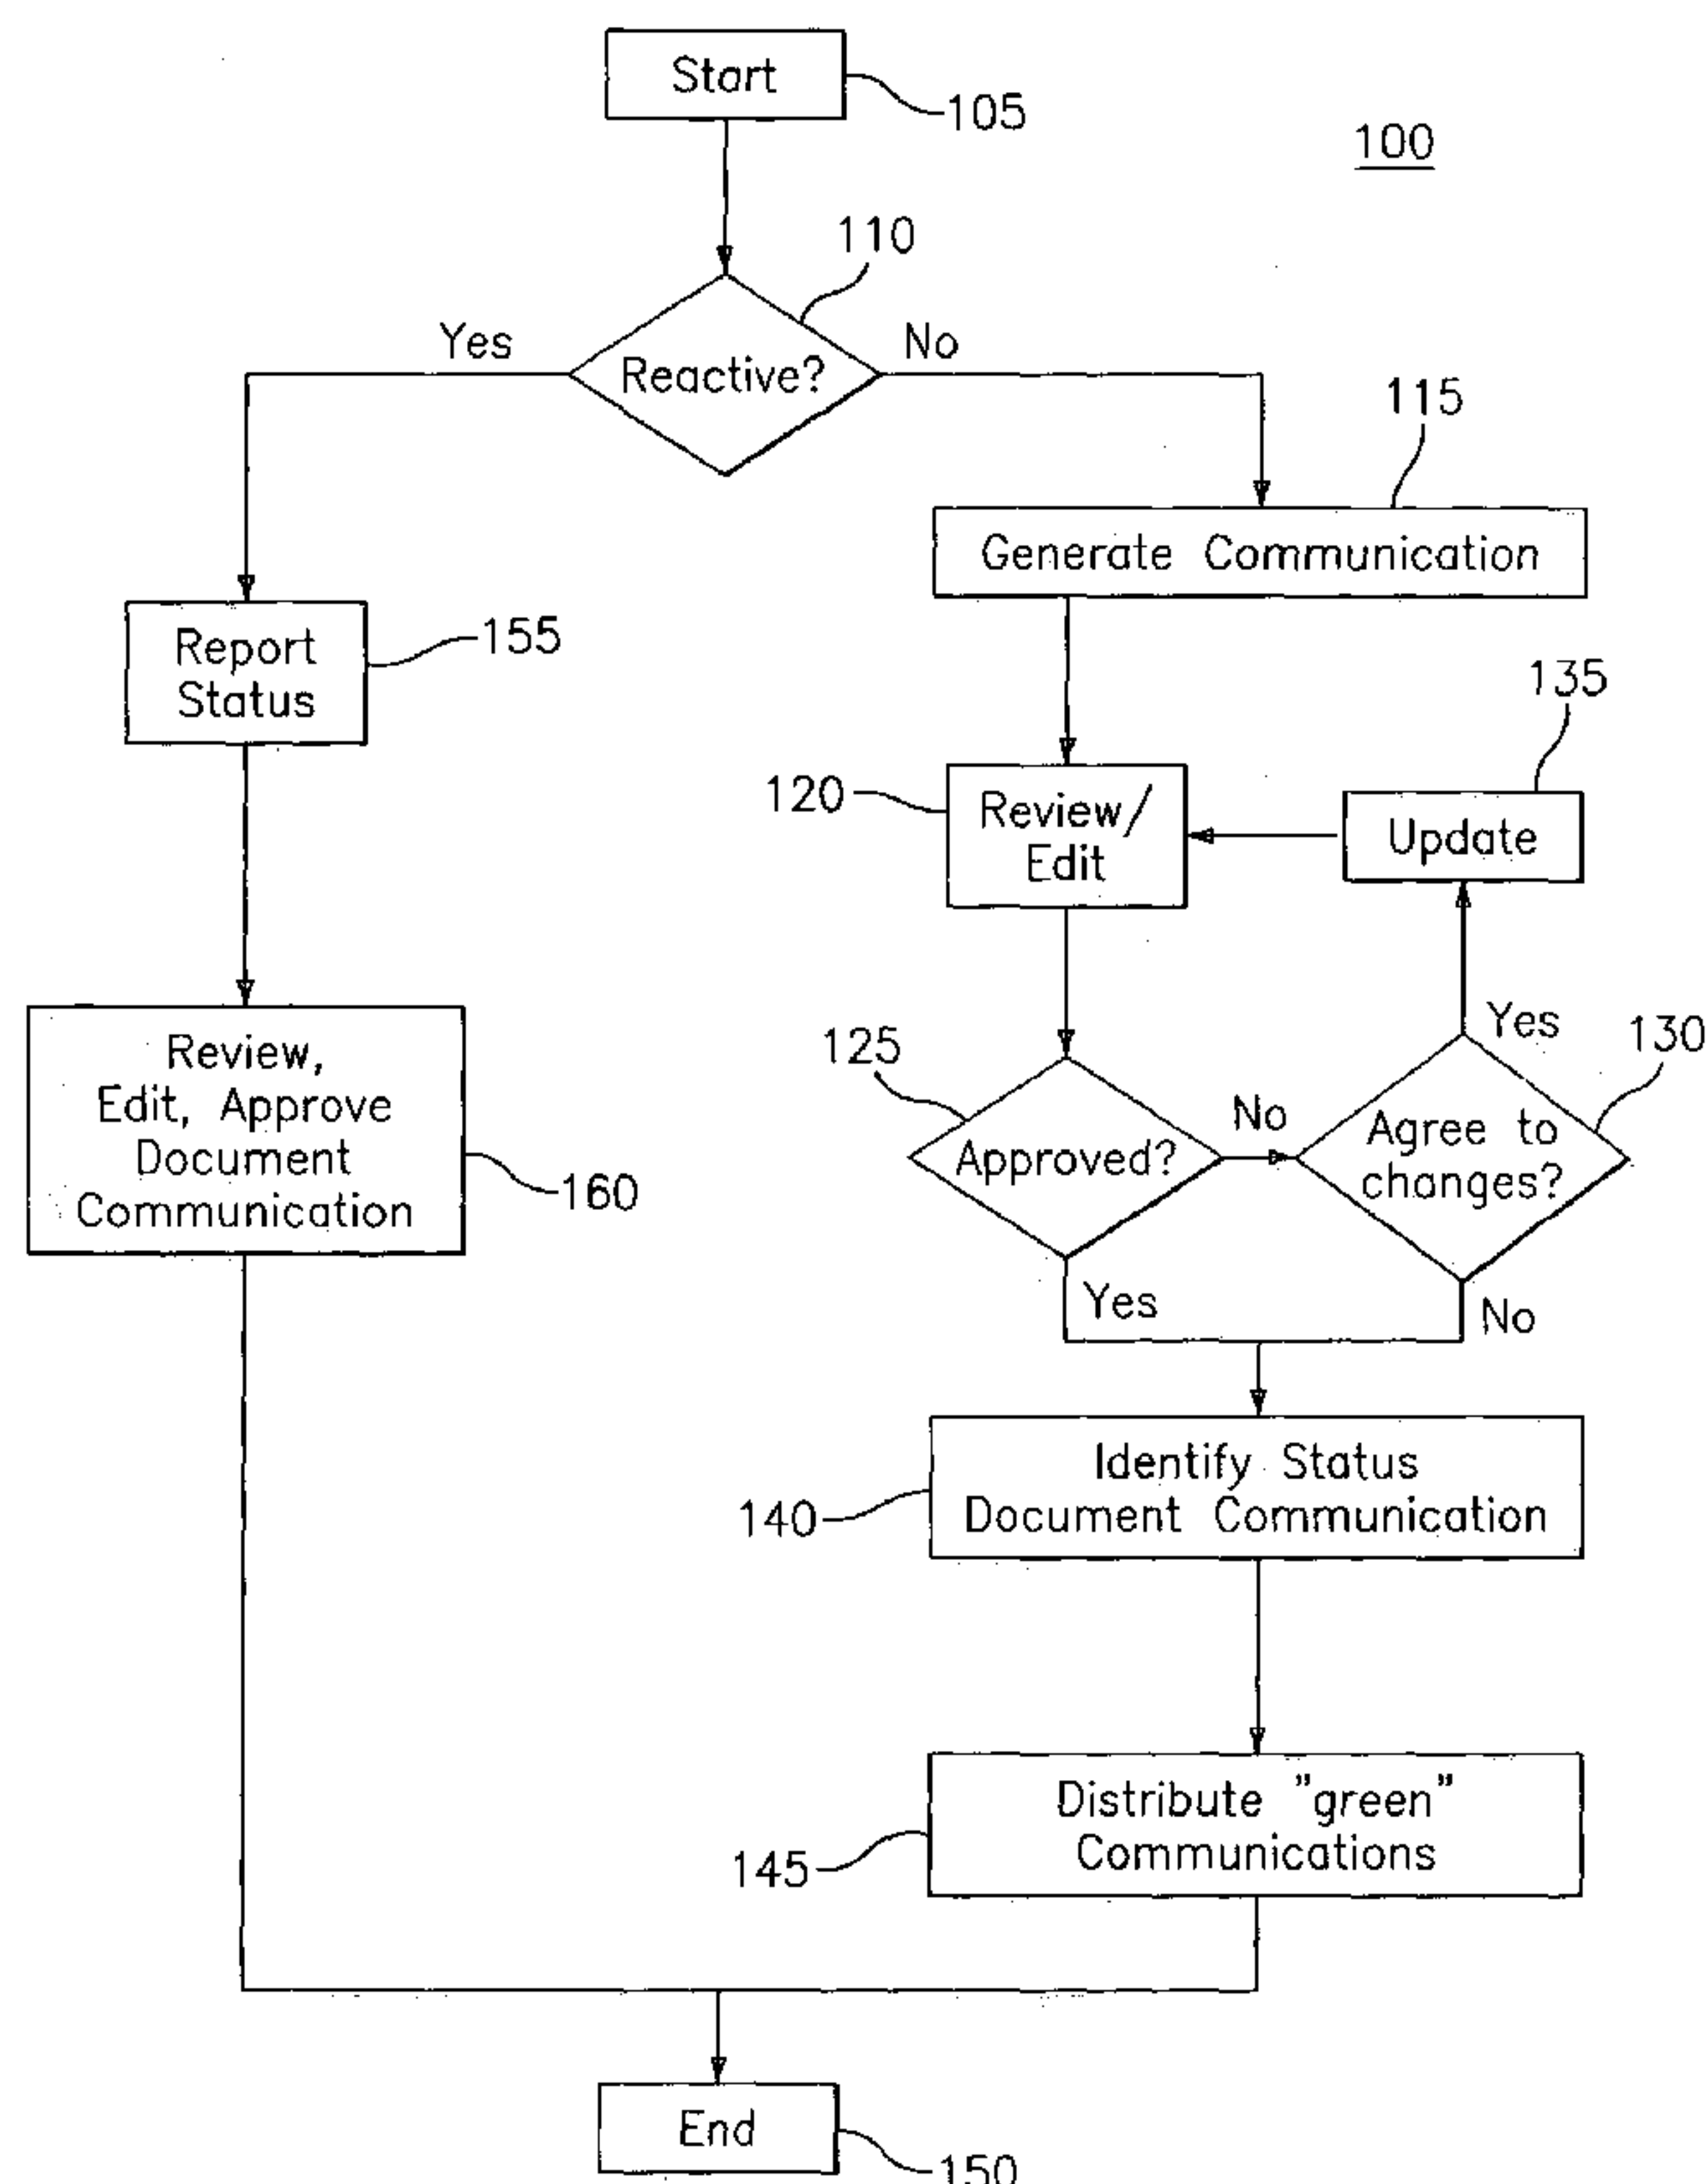 Start
105
100
110
Yes
Reactive?
No
115
Generate Communication
Report
Status
155
135
120
Review/
Edit
Update
Yes
130
125
No
Approved?
Agree to
changes?
Review,
Edit, Approve
Document
Communication
160
Yes
No
Identify Status
Document Communication
140
Distribute "green"
Communications
145
End
150